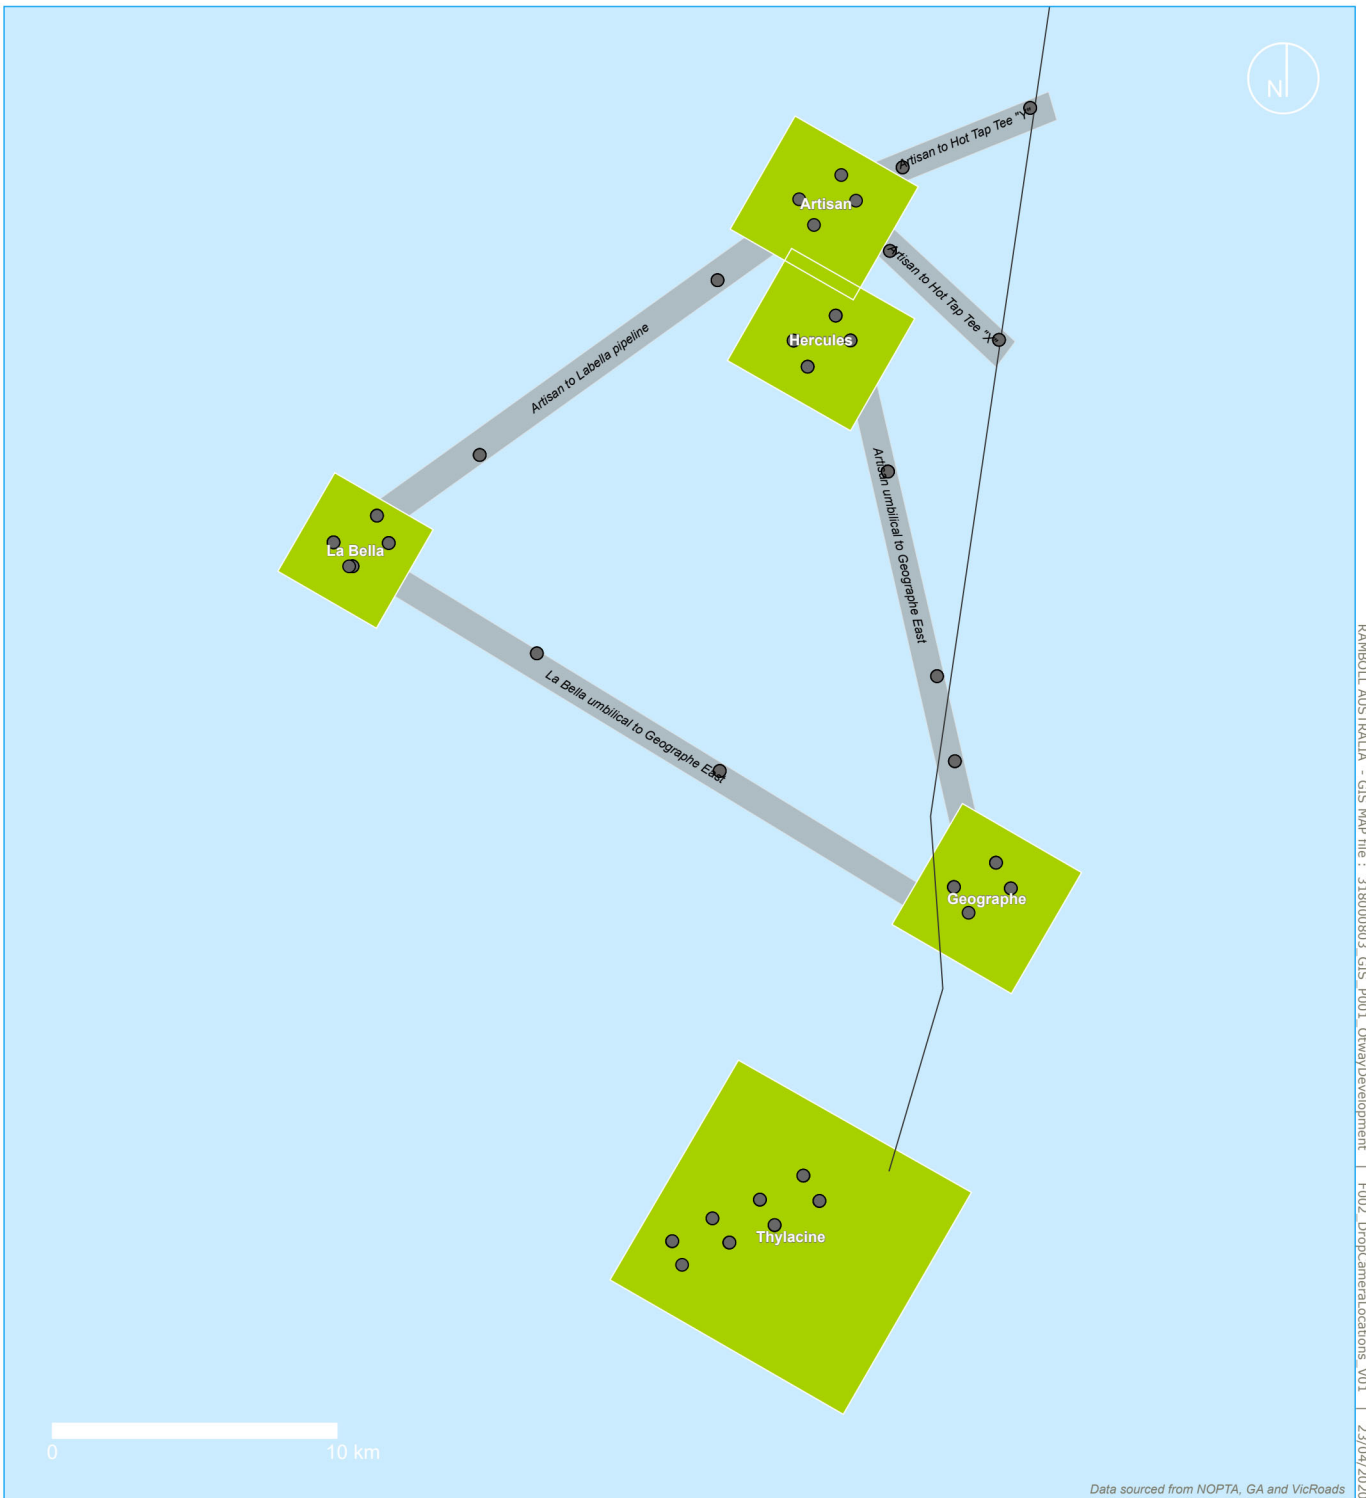 N
Artisan to Hot Tap Tee "Y"
Artisan
Artisan to Hot Tap Tee "X"
Hercules
Artisan to Labella pipeline
Artisan umbilical to Geographe East
La Bella
La Bella umbilical to Geographe East
Geographe
Thylacine
0 10 km
Data sourced from NOPTA, GA and VicRoads
RAMBOLL AUSTRALIA - GIS MAP file : 318000803_GIS_P001_OtwayDevelopment | F002_DropCameraLocations_V01 | 23/04/2020